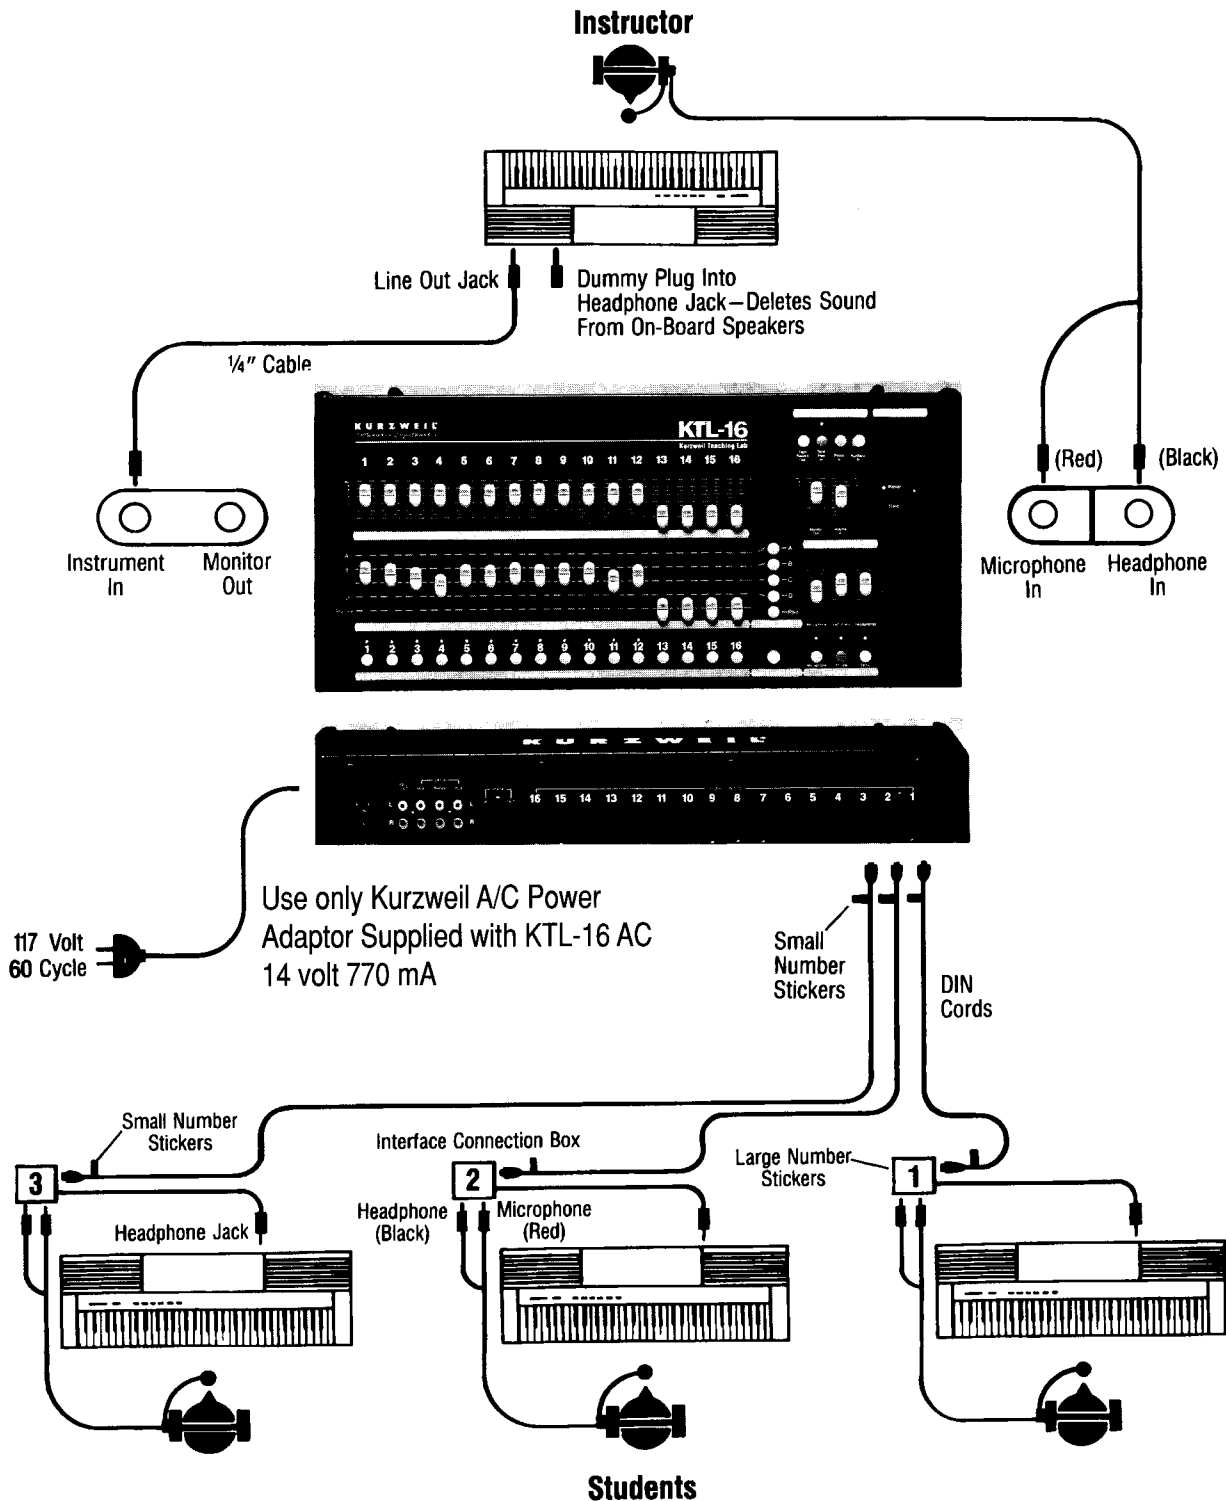 Instructor
Line Out Jack
Dummy Plug Into
Headphone Jack—Deletes Sound
From On-Board Speakers
¼" Cable
KURZWEIL
KTL-16
Kurzweil Teaching Lab
1 2 3 4 5 6 7 8 9 10 11 12 13 14 15 16
(Red)
(Black)
Instrument
In
Monitor
Out
Microphone
In
Headphone
In
A
B
C
D
1 2 3 4 5 6 7 8 9 10 11 12 13 14 15 16
KURZWEIL
L
L
R
R
16 15 14 13 12 11 10 9 8 7 6 5 4 3 2 1
Use only Kurzweil A/C Power
Adaptor Supplied with KTL-16 AC
14 volt 770 mA
117 Volt
60 Cycle
Small
Number
Stickers
DIN
Cords
Small Number
Stickers
Interface Connection Box
Large Number
Stickers
3
2
1
Headphone Jack
Headphone
(Black)
Microphone
(Red)
Students